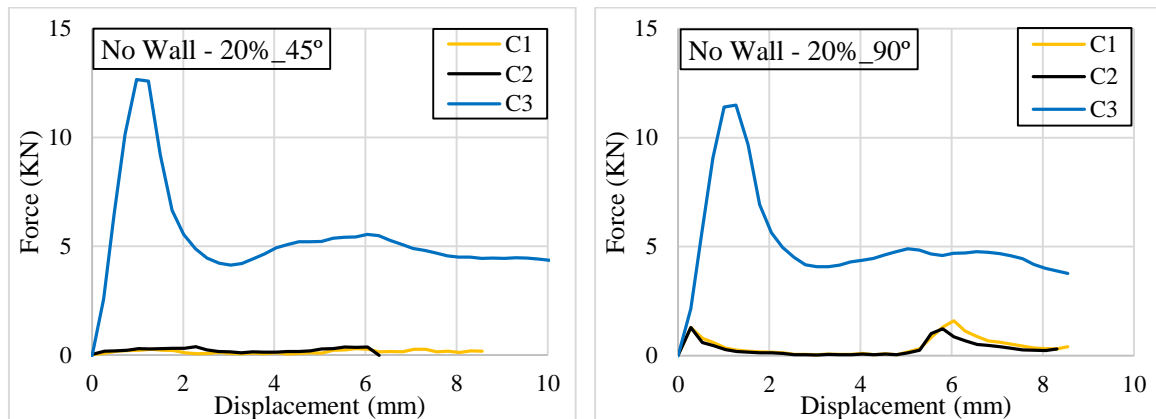 15
No Wall - 20%_45º
C1
C2
C3
10
5
0
Force (KN)
0 2 4 6 8 10
Displacement (mm)
15
No Wall - 20%_90º
C1
C2
C3
10
5
0
Force (KN)
0 2 4 6 8 10
Displacement (mm)